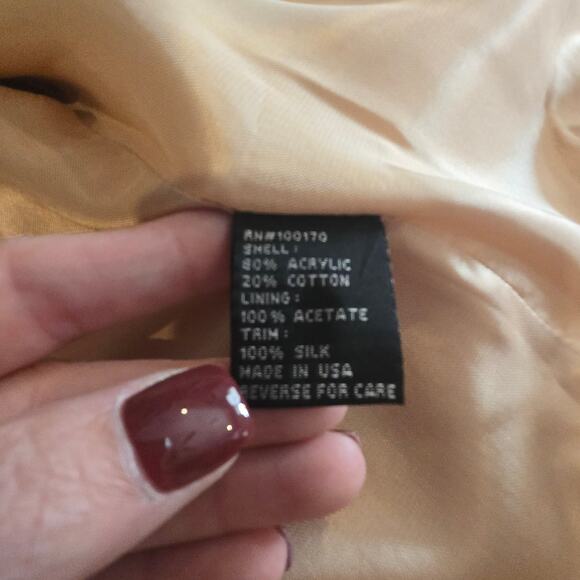 RN#100170
SHELL:
80% ACRYLIC
20% COTTON
LINING:
100% ACETATE
TRIM:
100% SILK
MADE IN USA
REVERSE FOR CARE